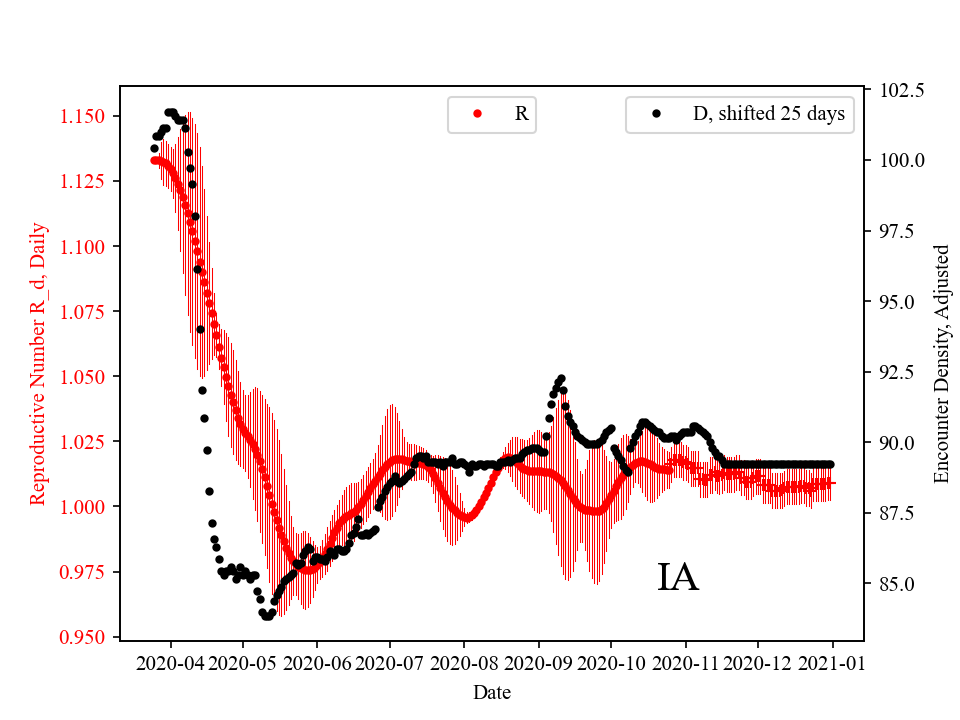 R
D, shifted 25 days
Reproductive Number R_d, Daily
1.150
1.125
1.100
1.075
1.050
1.025
1.000
0.975
0.950
102.5
100.0
97.5
95.0
92.5
90.0
87.5
85.0
Encounter Density, Adjusted
IA
2020-04 2020-05 2020-06 2020-07 2020-08 2020-09 2020-10 2020-11 2020-12 2021-01
Date